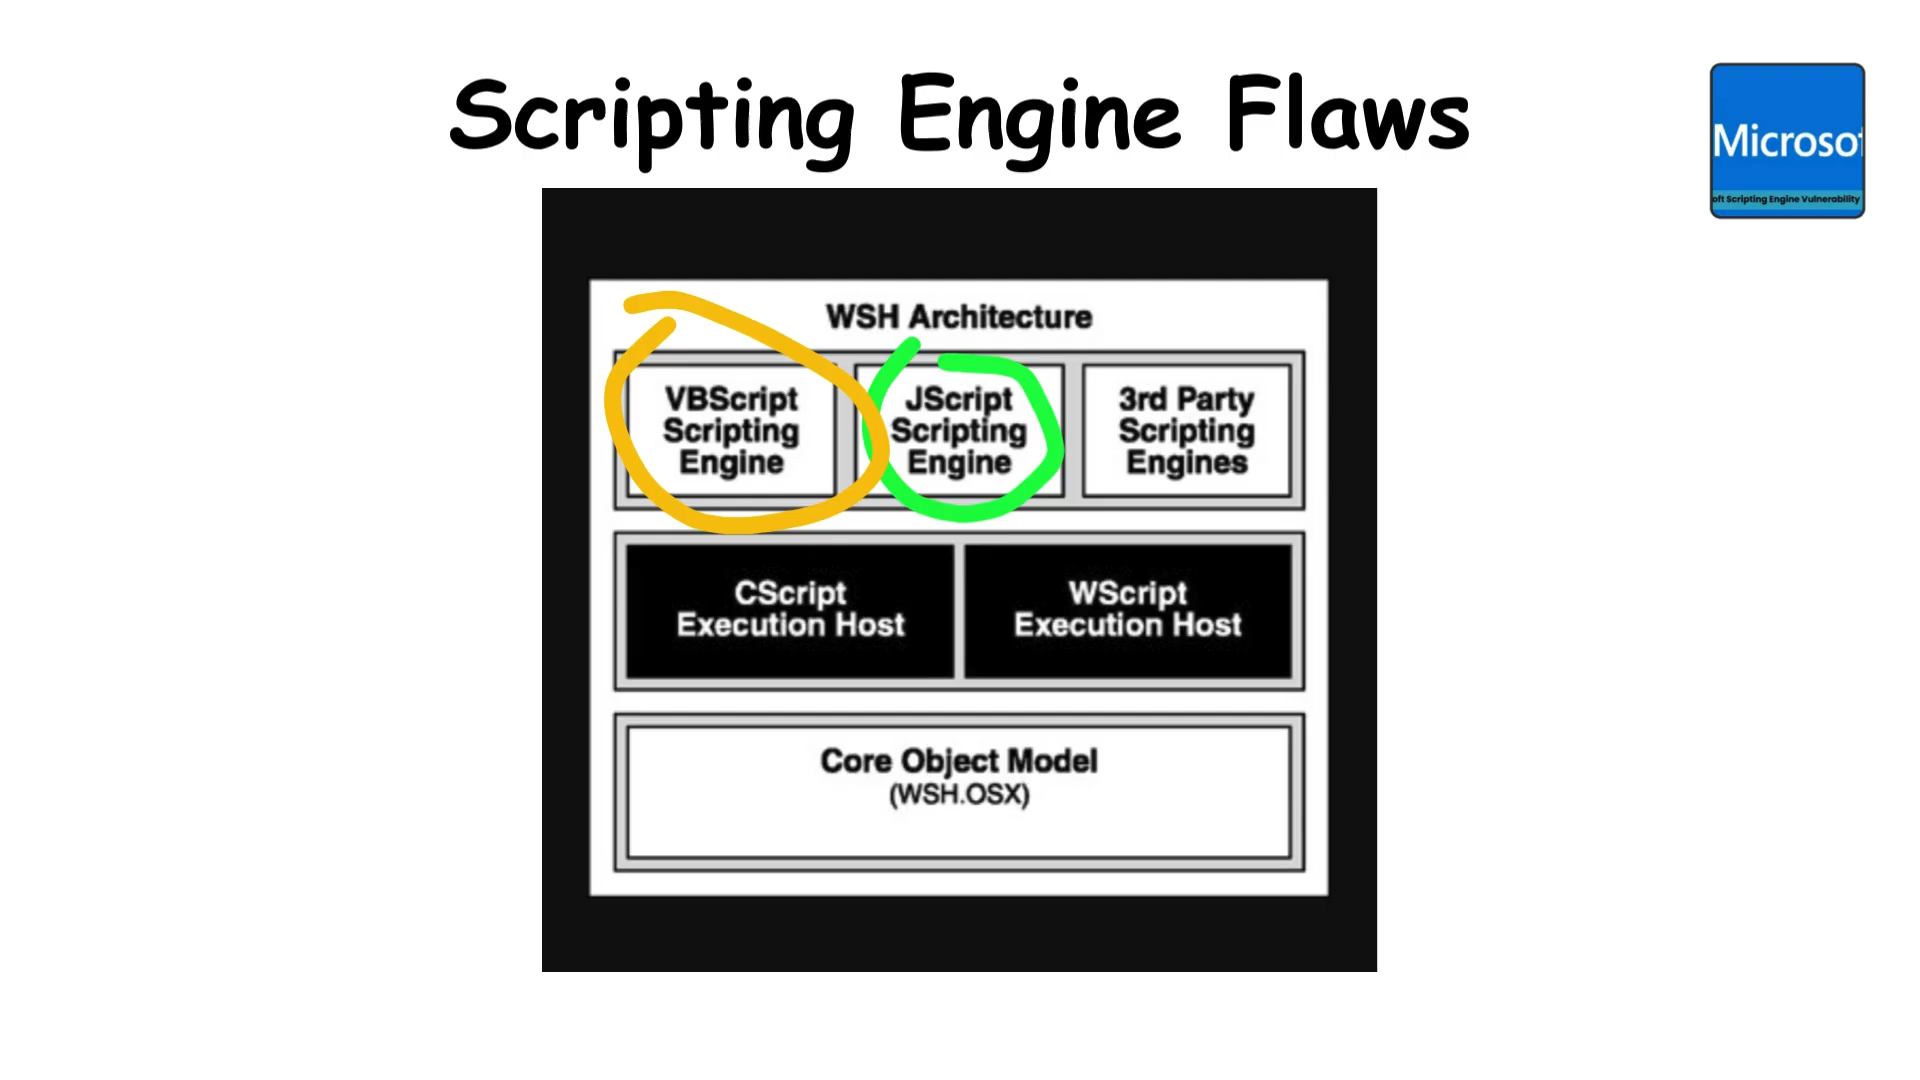 Scripting Engine Flaws
Microsof
oft Scripting Engine Vulnerability
WSH Architecture
VBScript
Scripting
Engine
JScript
Scripting
Engine
3rd Party
Scripting
Engines
CScript
Execution Host
WScript
Execution Host
Core Object Model
(WSH.OSX)